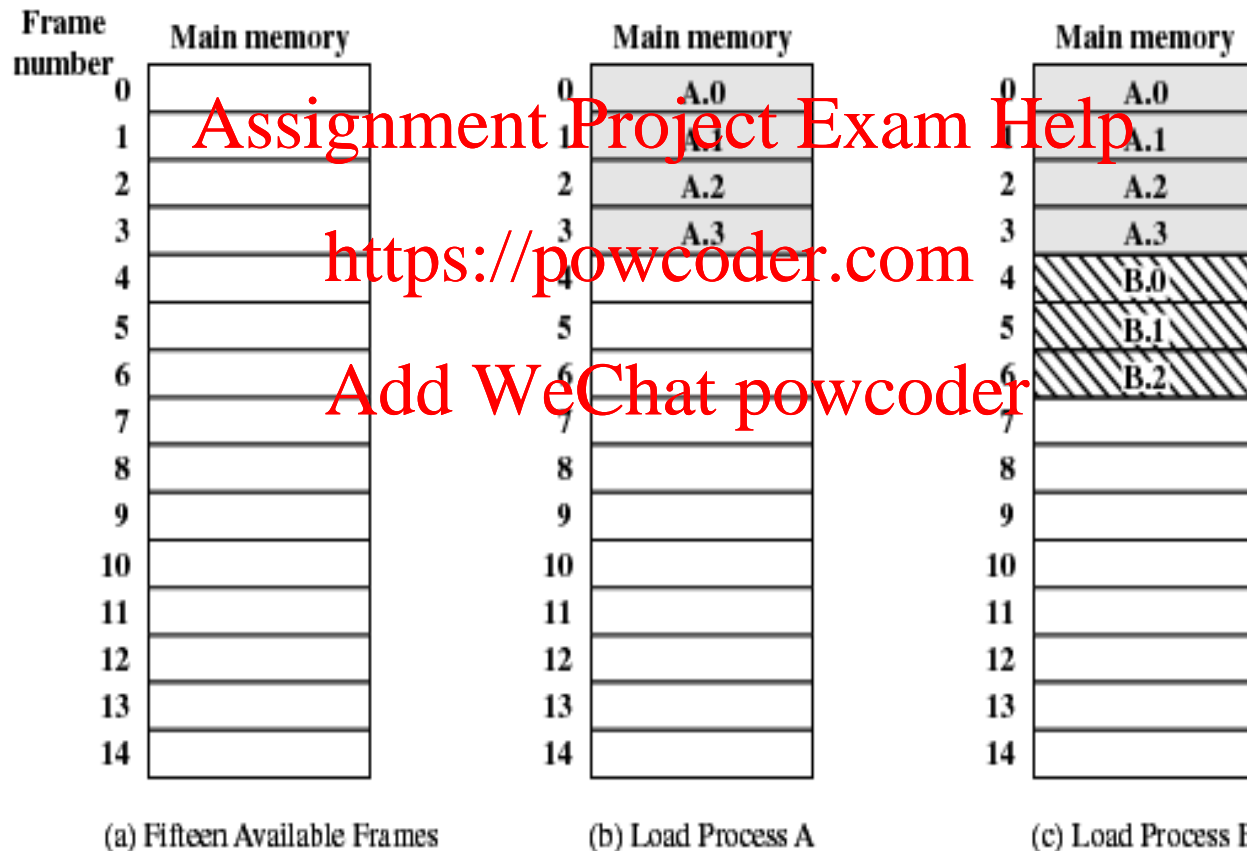 Frame
number
Main memory
0
1
2
3
4
5
6
7
8
9
10
11
12
13
14
(a) Fifteen Available Frames
Main memory
0 A.0
1 A.1
2 A.2
3 A.3
4
5
6
7
8
9
10
11
12
13
14
(b) Load Process A
Main memory
0 A.0
1 A.1
2 A.2
3 A.3
4 B.0
5 B.1
6 B.2
7
8
9
10
11
12
13
14
(c) Load Process
Assignment Project Exam Help
https://powcoder.com
Add WeChat powcoder